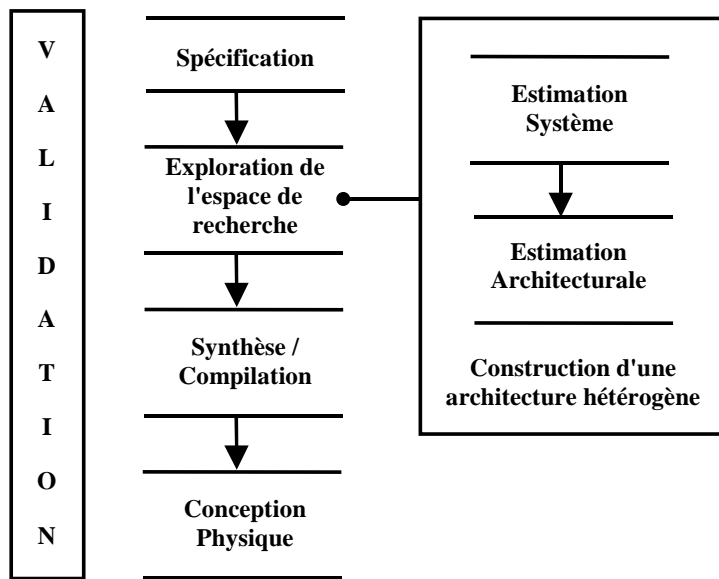 V
A
L
I
D
A
T
I
O
N
Spécification
Exploration de
l'espace de
recherche
Synthèse /
Compilation
Conception
Physique
Estimation
Système
Estimation
Architecturale
Construction d'une
architecture hétérogène